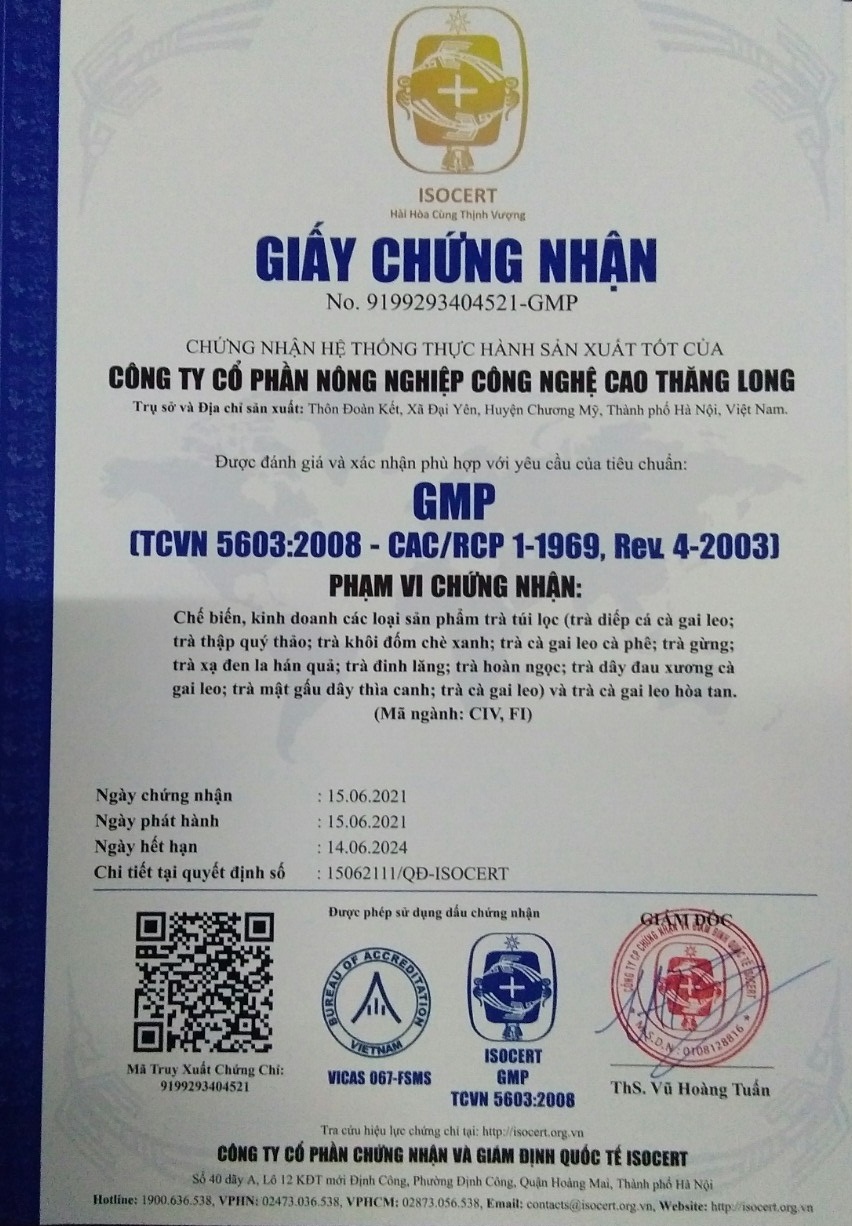 ISOCERT
Hài Hòa Cùng Thịnh Vượng
GIẤY CHỨNG NHẬN
No. 9199293404521-GMP
CHỨNG NHẬN HỆ THỐNG THỰC HÀNH SẢN XUẤT TỐT CỦA
CÔNG TY CỔ PHẦN NÔNG NGHIỆP CÔNG NGHỆ CAO THĂNG LONG
Trụ sở và Địa chỉ sản xuất: Thôn Đoàn Kết, Xã Đại Yên, Huyện Chương Mỹ, Thành phố Hà Nội, Việt Nam.
Được đánh giá và xác nhận phù hợp với yêu cầu của tiêu chuẩn:
GMP
(TCVN 5603:2008 - CAC/RCP 1-1969, Rev. 4-2003)
PHẠM VI CHỨNG NHẬN:
Chế biến, kinh doanh các loại sản phẩm trà túi lọc (trà diếp cá cà gai leo;
trà thập quý thảo; trà khôi đốm chè xanh; trà cà gai leo cà phê; trà gừng;
trà xạ đen la hán quả; trà đinh lăng; trà hoàn ngọc; trà dây đau xương cà
gai leo; trà mật gấu dây thìa canh; trà cà gai leo) và trà cà gai leo hòa tan.
(Mã ngành: CIV, FI)
Ngày chứng nhận : 15.06.2021
Ngày phát hành : 15.06.2021
Ngày hết hạn : 14.06.2024
Chi tiết tại quyết định số : 15062111/QĐ-ISOCERT
Được phép sử dụng dấu chứng nhận
GIÁM ĐỐC
BUREAU OF ACCREDITATION
VIETNAM
CÔNG TY CP CHỨNG NHẬN VÀ GIÁM ĐỊNH QUỐC TẾ ISOCERT
M.S.D.N: 0108128816
Mã Truy Xuất Chứng Chỉ:
9199293404521
VICAS 067-FSMS
ISOCERT
GMP
TCVN 5603:2008
ThS. Vũ Hoàng Tuấn
Tra cứu hiệu lực chứng chỉ tại: http://isocert.org.vn
CÔNG TY CỔ PHẦN CHỨNG NHẬN VÀ GIÁM ĐỊNH QUỐC TẾ ISOCERT
Số 40 dãy A, Lô 12 KĐT mới Định Công, Phường Định Công, Quận Hoàng Mai, Thành phố Hà Nội
Hotline: 1900.636.538, VPHN: 02473.036.538, VPHCM: 02873.056.538, Email: contacts@isocert.org.vn, Website: http://isocert.org.vn